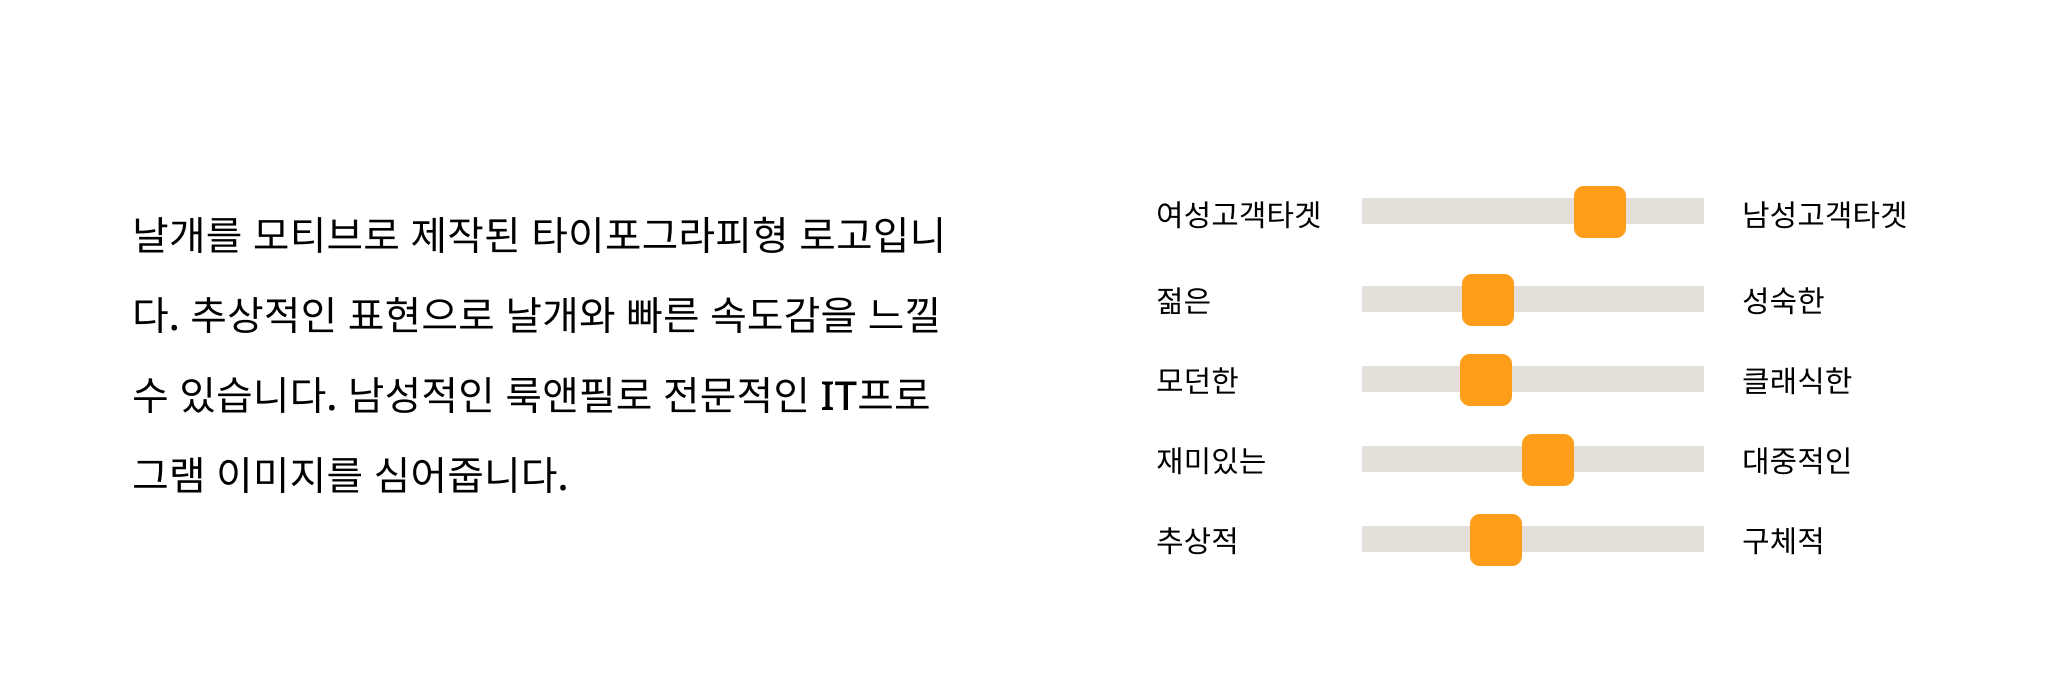 날개를 모티브로 제작된 타이포그라피형 로고입니
다. 추상적인 표현으로 날개와 빠른 속도감을 느낄
수 있습니다. 남성적인 룩앤필로 전문적인 IT프로
그램 이미지를 심어줍니다.
여성고객타겟 남성고객타겟
젊은 성숙한
모던한 클래식한
재미있는 대중적인
추상적 구체적